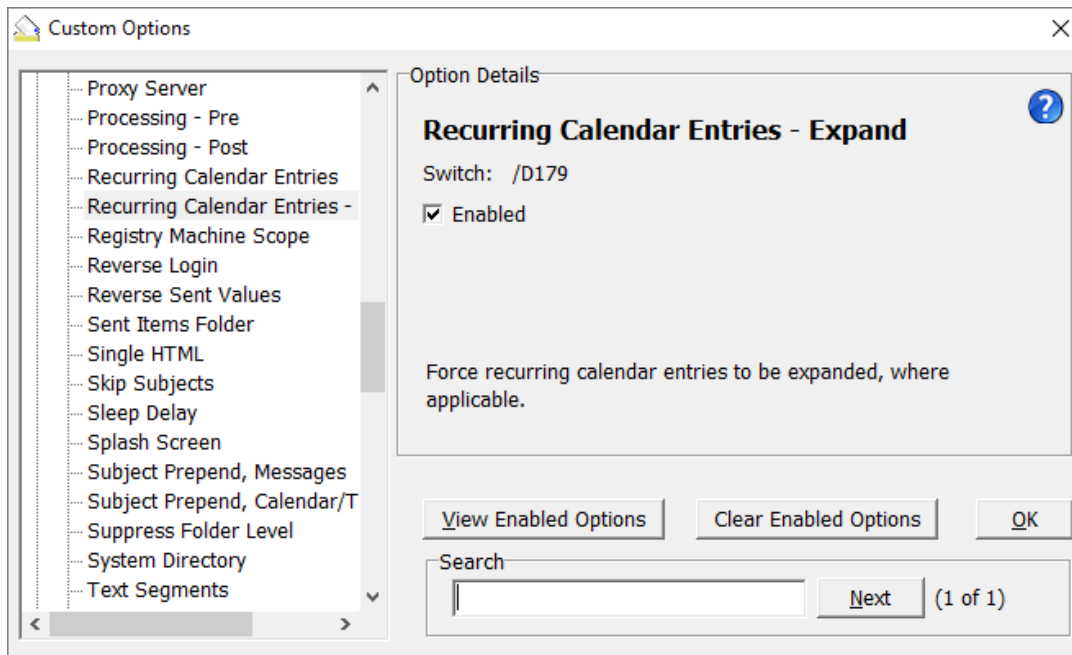 Custom Options
Proxy Server
Processing - Pre
Processing - Post
Recurring Calendar Entries
Recurring Calendar Entries -
Registry Machine Scope
Reverse Login
Reverse Sent Values
Sent Items Folder
Single HTML
Skip Subjects
Sleep Delay
Splash Screen
Subject Prepend, Messages
Subject Prepend, Calendar/T
Suppress Folder Level
System Directory
Text Segments
Option Details
?
Recurring Calendar Entries - Expand
Switch: /D179
Enabled
Force recurring calendar entries to be expanded, where
applicable.
View Enabled Options Clear Enabled Options OK
Search
Next (1 of 1)